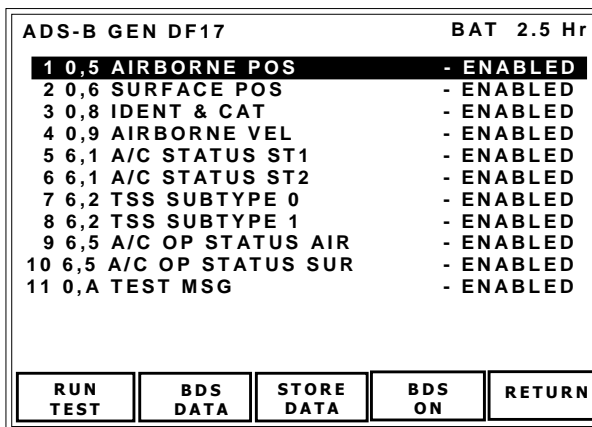 ADS-B GEN DF17 BAT 2.5 Hr
1 0,5 AIRBORNE POS - ENABLED
2 0,6 SURFACE POS - ENABLED
3 0,8 IDENT & CAT - ENABLED
4 0,9 AIRBORNE VEL - ENABLED
5 6,1 A/C STATUS ST1 - ENABLED
6 6,1 A/C STATUS ST2 - ENABLED
7 6,2 TSS SUBTYPE 0 - ENABLED
8 6,2 TSS SUBTYPE 1 - ENABLED
9 6,5 A/C OP STATUS AIR - ENABLED
10 6,5 A/C OP STATUS SUR - ENABLED
11 0,A TEST MSG - ENABLED
RUN TEST
BDS DATA
STORE DATA
BDS ON
RETURN